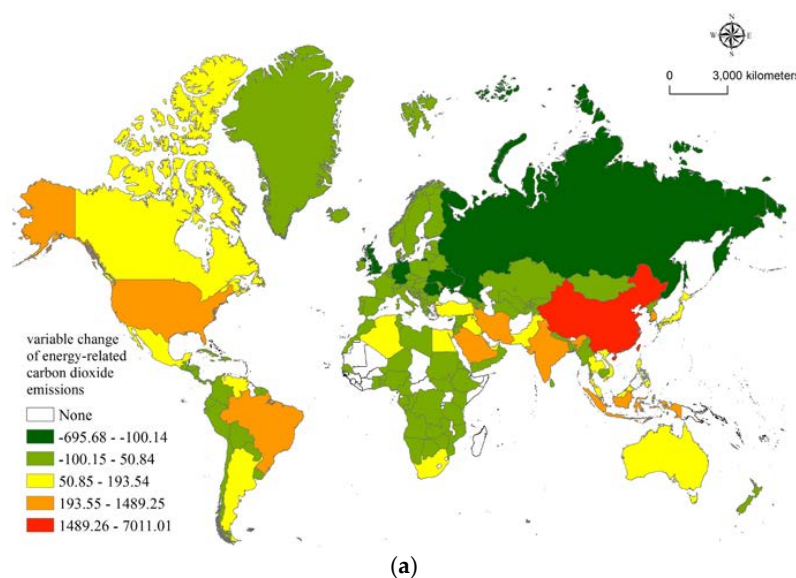 N
W E
S
0 3,000 kilometers
variable change
of energy-related
carbon dioxide
emissions
None
-695.68 - -100.14
-100.15 - 50.84
50.85 - 193.54
193.55 - 1489.25
1489.26 - 7011.01
(a)